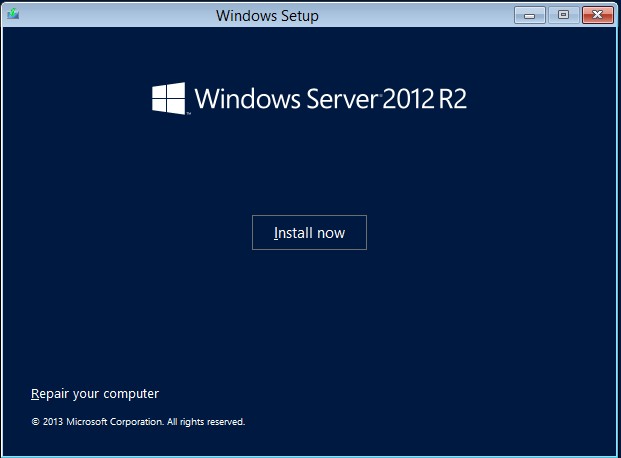 Windows Setup
Windows Server 2012 R2
Install now
Repair your computer
© 2013 Microsoft Corporation. All rights reserved.